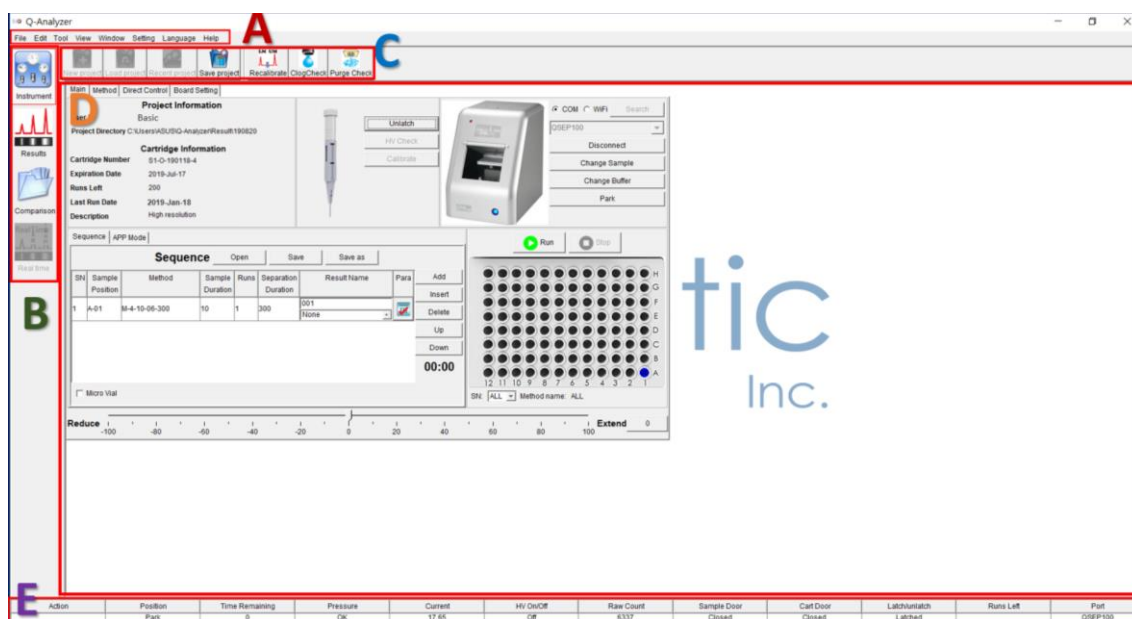 Q-Analyzer
A
File Edit Tool View Window Setting Language Help
C
New project Load project Recent project Save project Recalibrate ClogCheck Purge Check
Instrument
Results
Comparison
Real time
B
D
Main Method Direct Control Board Setting
Project Information
Basic
Project Directory C:\Users\ASUS\Q-Analyzer\Result\190820
Cartridge Information
Cartridge Number S1-O-190118-4
Expiration Date 2019-Jul-17
Runs Left 200
Last Run Date 2019-Jan-18
Description High resolution
Unlatch
HV Check
Calibrate
COM WiFi Search
QSEP100
Disconnect
Change Sample
Change Buffer
Park
Sequence APP Mode
Sequence Open Save Save as
SN Sample Position Method Sample Duration Runs Separation Duration Result Name Para
1 A-01 M-4-10-06-300 10 1 300 001
None
Add
Insert
Delete
Up
Down
00:00
Micro Vial
Run Stop
H
G
F
E
D
C
B
A
12 11 10 9 8 7 6 5 4 3 2 1
SN: ALL Method name: ALL
Reduce -100 -80 -60 -40 -20 0 20 40 60 80 100 Extend 0
tic
Inc.
E
Action Position Time Remaining Pressure Current HV On/Off Raw Count Sample Door Cart Door Latch/unlatch Runs Left Port
Park 0 OK 17.65 Off 6337 Closed Closed Latched QSEP100